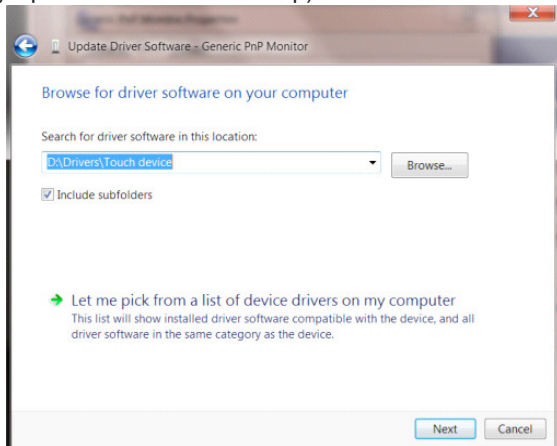 Update Driver Software - Generic PnP Monitor
Browse for driver software on your computer
Search for driver software in this location:
D:\Drivers\Touch device
Browse...
Include subfolders
Let me pick from a list of device drivers on my computer
This list will show installed driver software compatible with the device, and all
driver software in the same category as the device.
Next Cancel